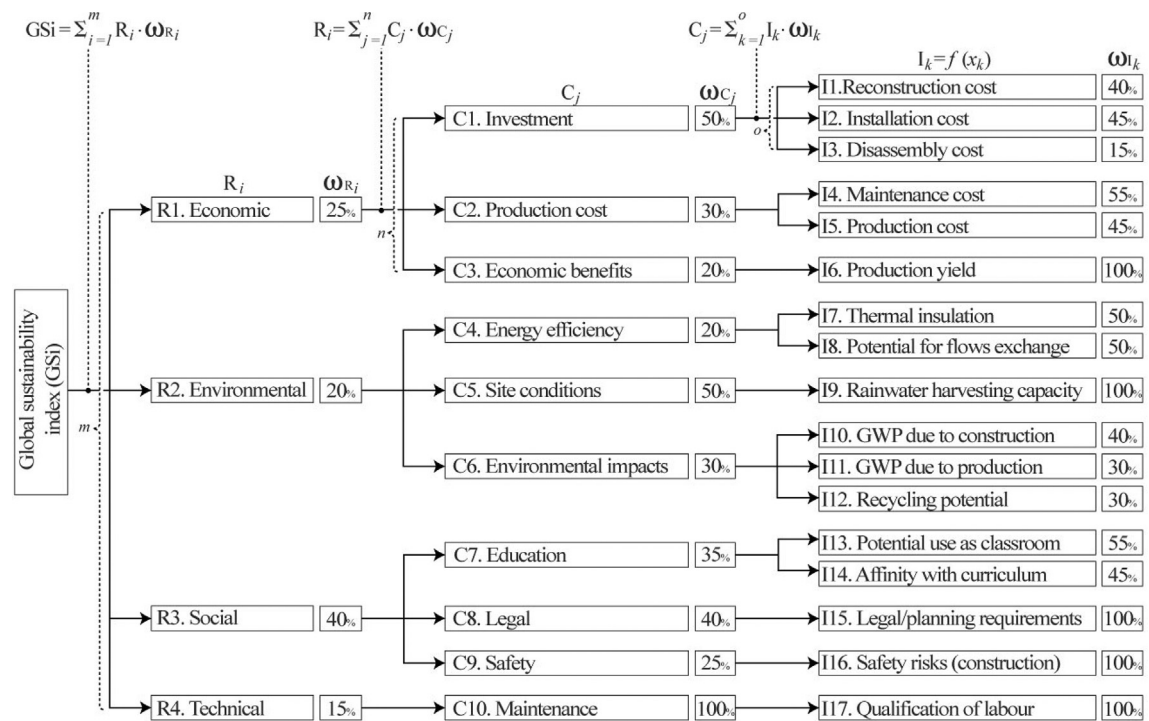 GSi = Σ_{i=1}^{m} R_i · ω_{R_i}
R_i = Σ_{j=1}^{n} C_j · ω_{C_j}
C_j = Σ_{k=1}^{o} I_k · ω_{I_k}
I_k = f (x_k) ω_{I_k}
C_j ω_{C_j}
R_i ω_{R_i}
I1.Reconstruction cost 40%
C1. Investment 50% o I2. Installation cost 45%
I3. Disassembly cost 15%
R1. Economic 25% n C2. Production cost 30%
I4. Maintenance cost 55%
I5. Production cost 45%
C3. Economic benefits 20% I6. Production yield 100%
Global sustainability
index (GSi)
m
C4. Energy efficiency 20%
I7. Thermal insulation 50%
I8. Potential for flows exchange 50%
R2. Environmental 20% C5. Site conditions 50% I9. Rainwater harvesting capacity 100%
I10. GWP due to construction 40%
C6. Environmental impacts 30% I11. GWP due to production 30%
I12. Recycling potential 30%
C7. Education 35%
I13. Potential use as classroom 55%
I14. Affinity with curriculum 45%
R3. Social 40% C8. Legal 40% I15. Legal/planning requirements 100%
C9. Safety 25% I16. Safety risks (construction) 100%
R4. Technical 15% C10. Maintenance 100% I17. Qualification of labour 100%